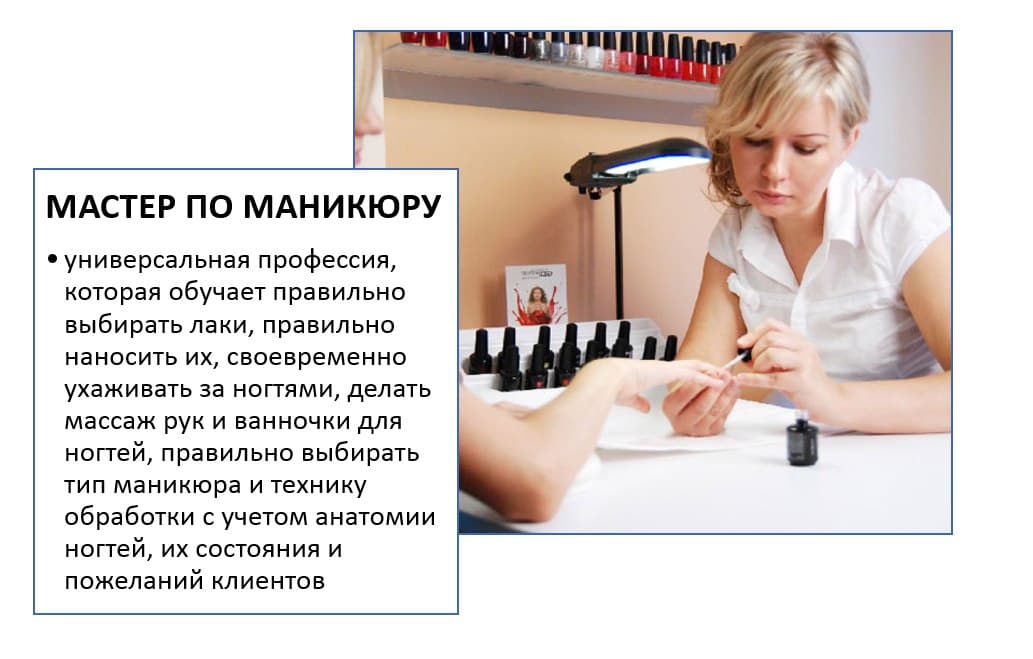 МАСТЕР ПО МАНИКЮРУ
• универсальная профессия,
которая обучает правильно
выбирать лаки, правильно
наносить их, своевременно
ухаживать за ногтями, делать
массаж рук и ванночки для
ногтей, правильно выбирать
тип маникюра и технику
обработки с учетом анатомии
ногтей, их состояния и
пожеланий клиентов